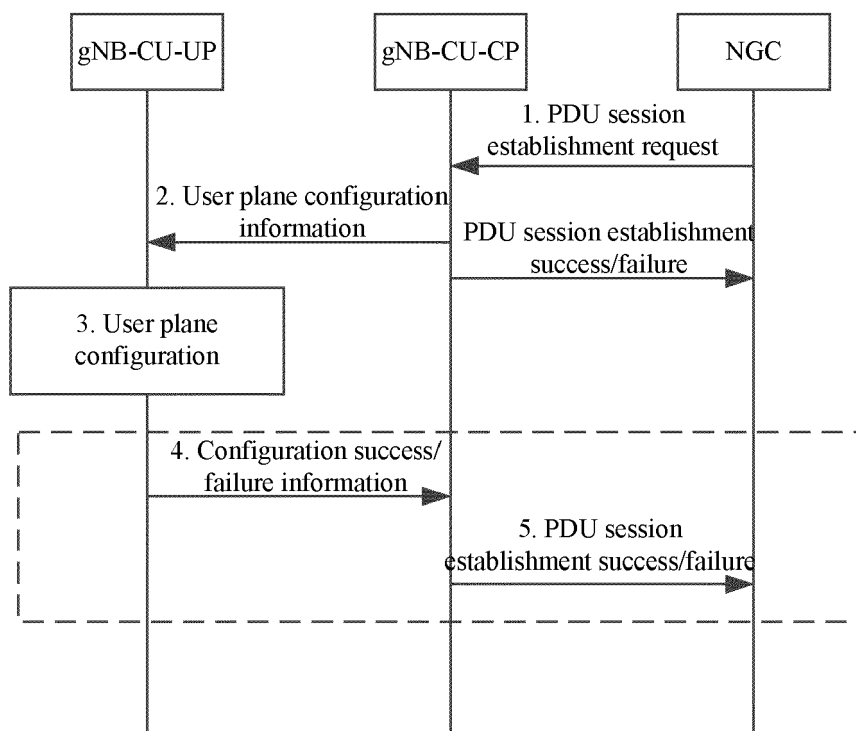 gNB-CU-UP
gNB-CU-CP
NGC
1. PDU session
establishment request
2. User plane configuration
information
PDU session establishment
success/failure
3. User plane
configuration
4. Configuration success/
failure information
5. PDU session
establishment success/failure